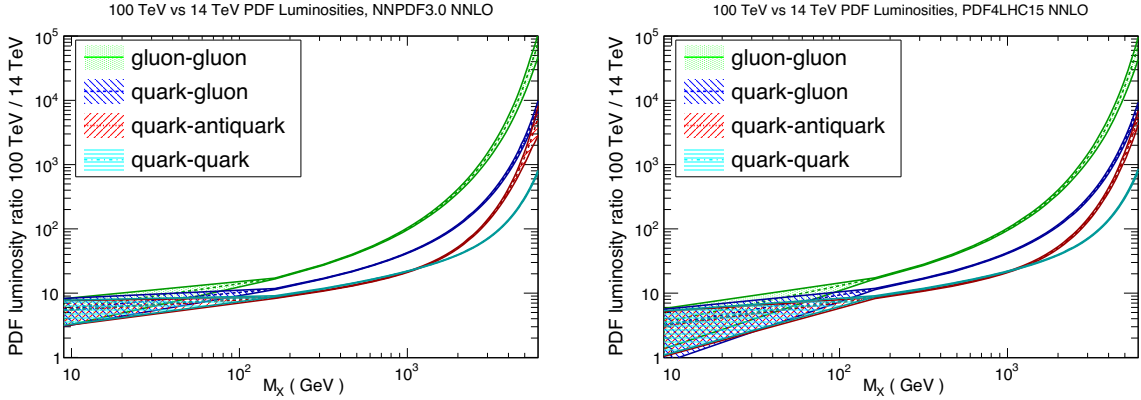 100 TeV vs 14 TeV PDF Luminosities, NNPDF3.0 NNLO
PDF luminosity ratio 100 TeV / 14 TeV
10^5
10^4
10^3
10^2
10
1
gluon-gluon
quark-gluon
quark-antiquark
quark-quark
10
10^2
10^3
M_X ( GeV )
100 TeV vs 14 TeV PDF Luminosities, PDF4LHC15 NNLO
PDF luminosity ratio 100 TeV / 14 TeV
10^5
10^4
10^3
10^2
10
1
gluon-gluon
quark-gluon
quark-antiquark
quark-quark
10
10^2
10^3
M_X ( GeV )